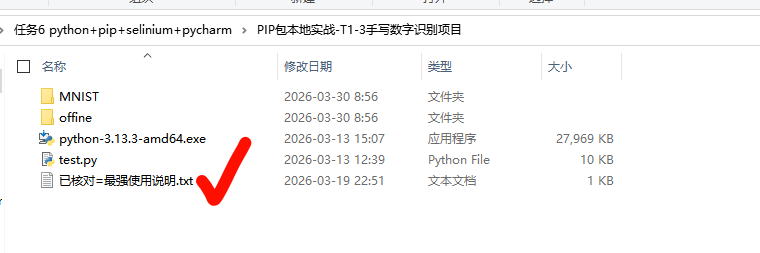 任务6 python+pip+selinium+pycharm > PIP包本地实战-T1-3手写数字识别项目
名称 修改日期 类型 大小
MNIST 2026-03-30 8:56 文件夹
offine 2026-03-30 8:56 文件夹
python-3.13.3-amd64.exe 2026-03-13 15:07 应用程序 27,969 KB
test.py 2026-03-13 12:39 Python File 10 KB
已核对=最强使用说明.txt 2026-03-19 22:51 文本文档 1 KB